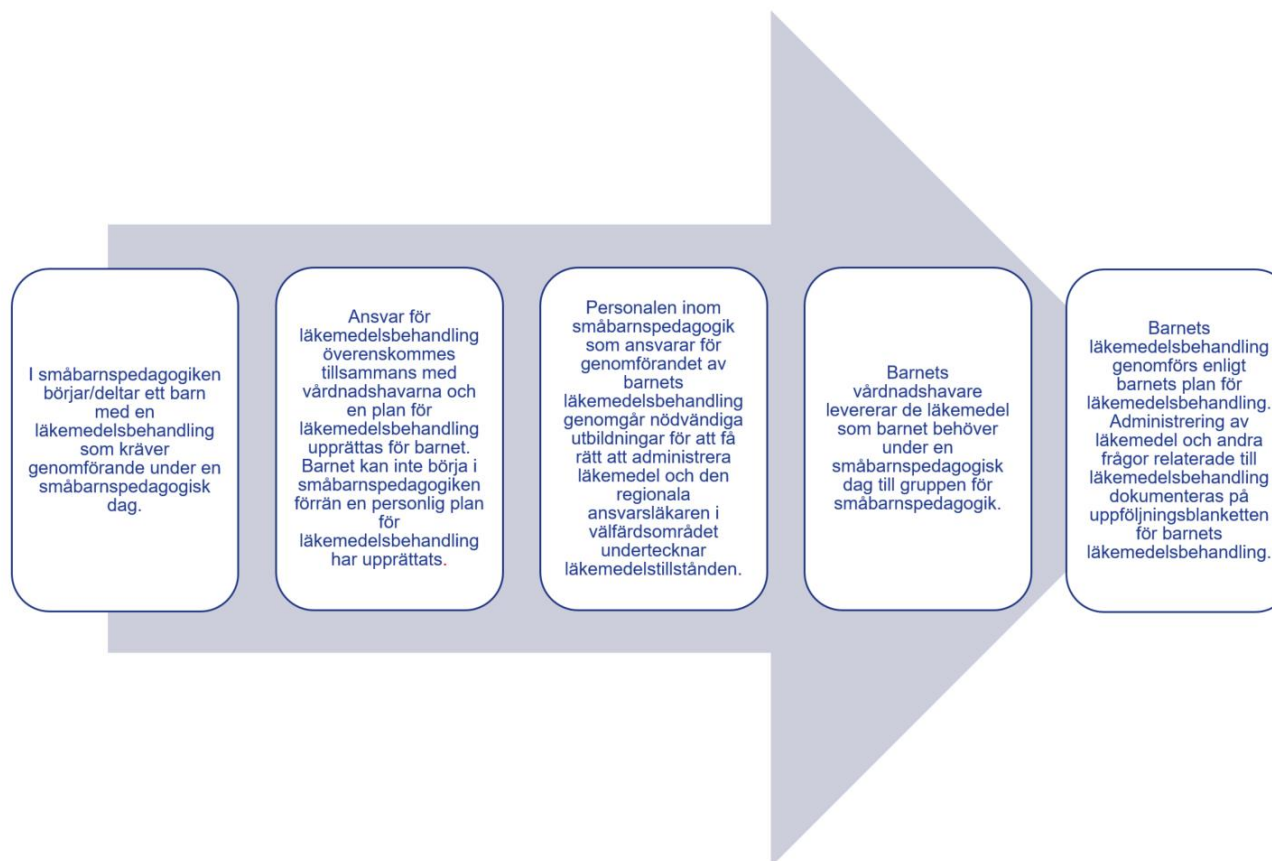 I småbarnspedagogiken
börjar/deltar ett barn
med en
läkemedelsbehandling
som kräver
genomförande under en
småbarnspedagogisk
dag.
Ansvar för
läkemedelsbehandling
överenskommes
tillsammans med
vårdnadshavarna och
en plan för
läkemedelsbehandling
upprättas för barnet.
Barnet kan inte börja i
småbarnspedagogiken
förrän en personlig plan
för
läkemedelsbehandling
har upprättats.
Personalen inom
småbarnspedagogik
som ansvarar för
genomförandet av
barnets
läkemedelsbehandling
genomgår nödvändiga
utbildningar för att få
rätt att administrera
läkemedel och den
regionala
ansvarsläkaren i
välfärdsområdet
undertecknar
läkemedelstillstånden.
Barnets
vårdnadshavare
levererar de läkemedel
som barnet behöver
under en
småbarnspedagogisk
dag till gruppen för
småbarnspedagogik.
Barnets
läkemedelsbehandling
genomförs enligt
barnets plan för
läkemedelsbehandling.
Administrering av
läkemedel och andra
frågor relaterade till
läkemedelsbehandling
dokumenteras på
uppföljningsblanketten
för barnets
läkemedelsbehandling.